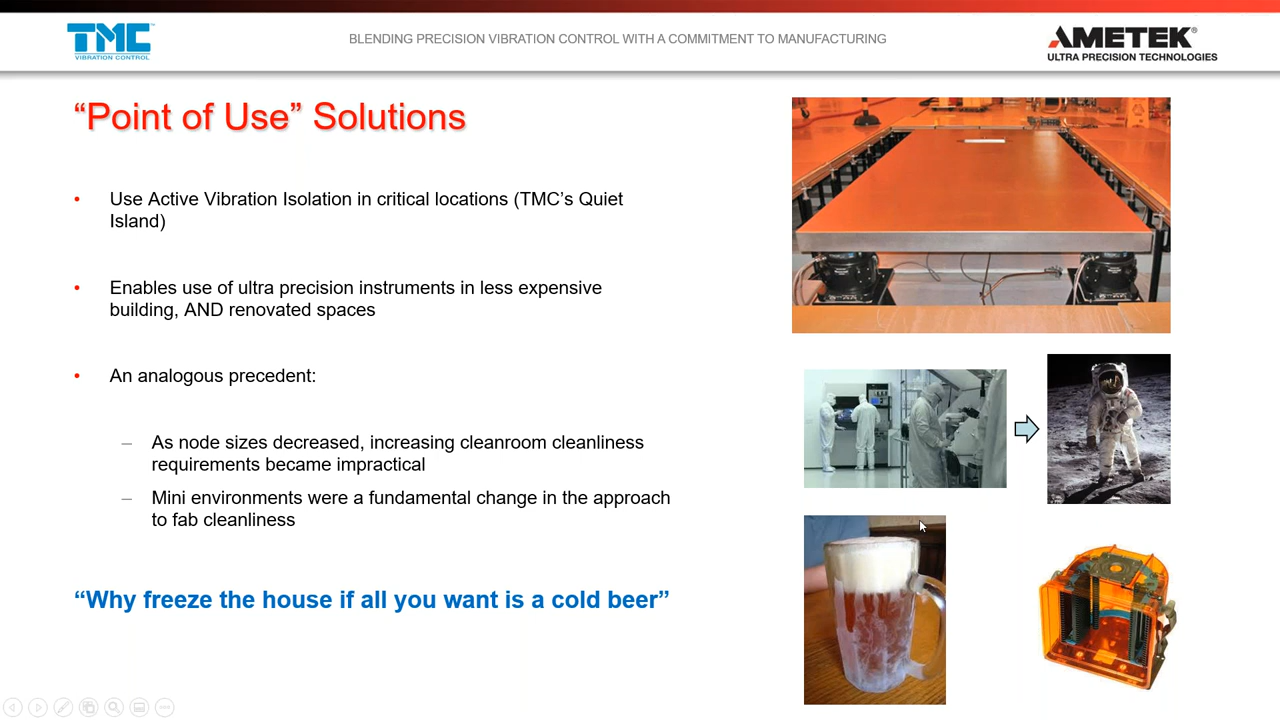 TMC
VIBRATION CONTROL
BLENDING PRECISION VIBRATION CONTROL WITH A COMMITMENT TO MANUFACTURING
AMETEK®
ULTRA PRECISION TECHNOLOGIES
“Point of Use” Solutions
• Use Active Vibration Isolation in critical locations (TMC’s Quiet
Island)
• Enables use of ultra precision instruments in less expensive
building, AND renovated spaces
• An analogous precedent:
– As node sizes decreased, increasing cleanroom cleanliness
requirements became impractical
– Mini environments were a fundamental change in the approach
to fab cleanliness
“Why freeze the house if all you want is a cold beer”